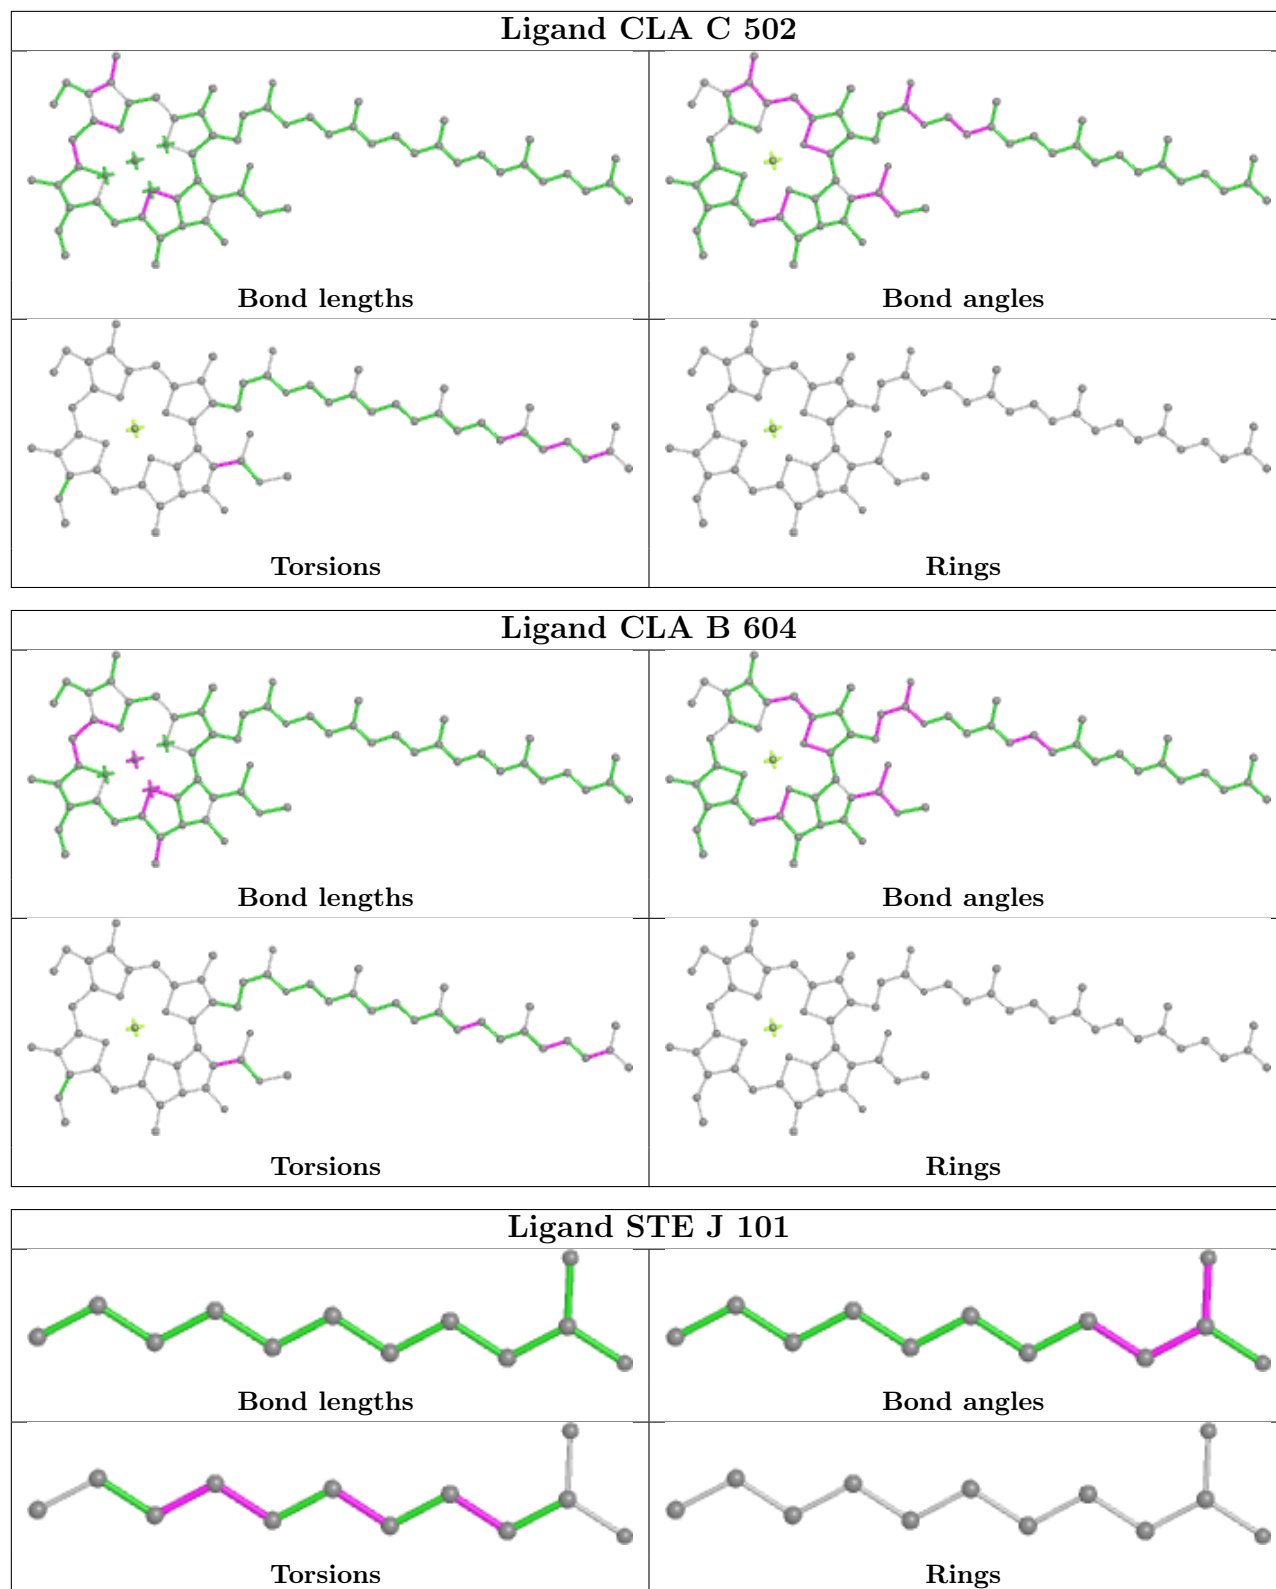 Ligand CLA C 502
Bond lengths
Bond angles
Torsions
Rings
Ligand CLA B 604
Bond lengths
Bond angles
Torsions
Rings
Ligand STE J 101
Bond lengths
Bond angles
Torsions
Rings